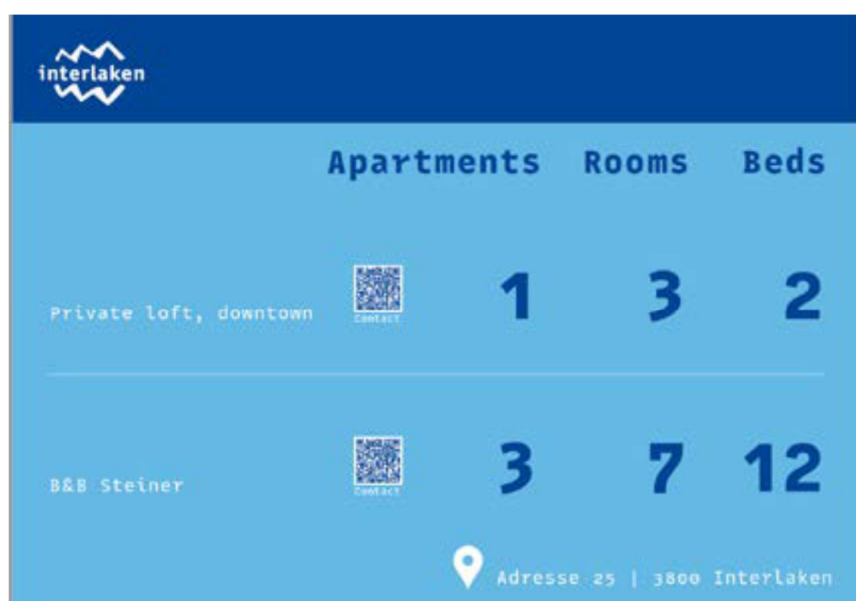 interlaken
Apartments Rooms Beds
Private loft, downtown Contact 1 3 2
B&B Steiner Contact 3 7 12
Adresse 25 | 3800 Interlaken